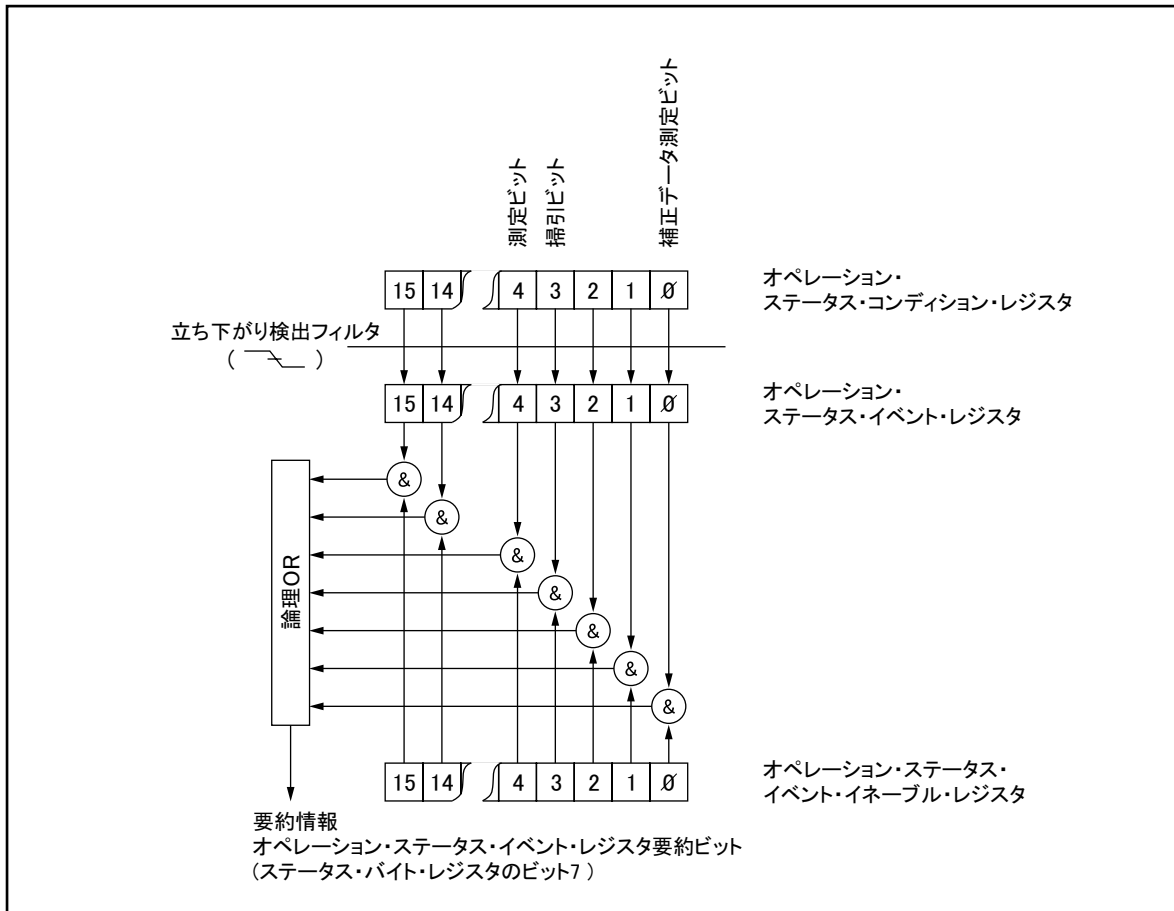 測定ビット
掃引ビット
補正データ測定ビット
15 14 4 3 2 1 0
オペレーション・
ステータス・コンディション・レジスタ
立ち下がり検出フィルタ
( )
15 14 4 3 2 1 0
オペレーション・
ステータス・イベント・レジスタ
&
&
&
&
&
&
&
論理OR
15 14 4 3 2 1 0
オペレーション・ステータス・
イベント・イネーブル・レジスタ
要約情報
オペレーション・ステータス・イベント・レジスタ要約ビット
(ステータス・バイト・レジスタのビット7 )